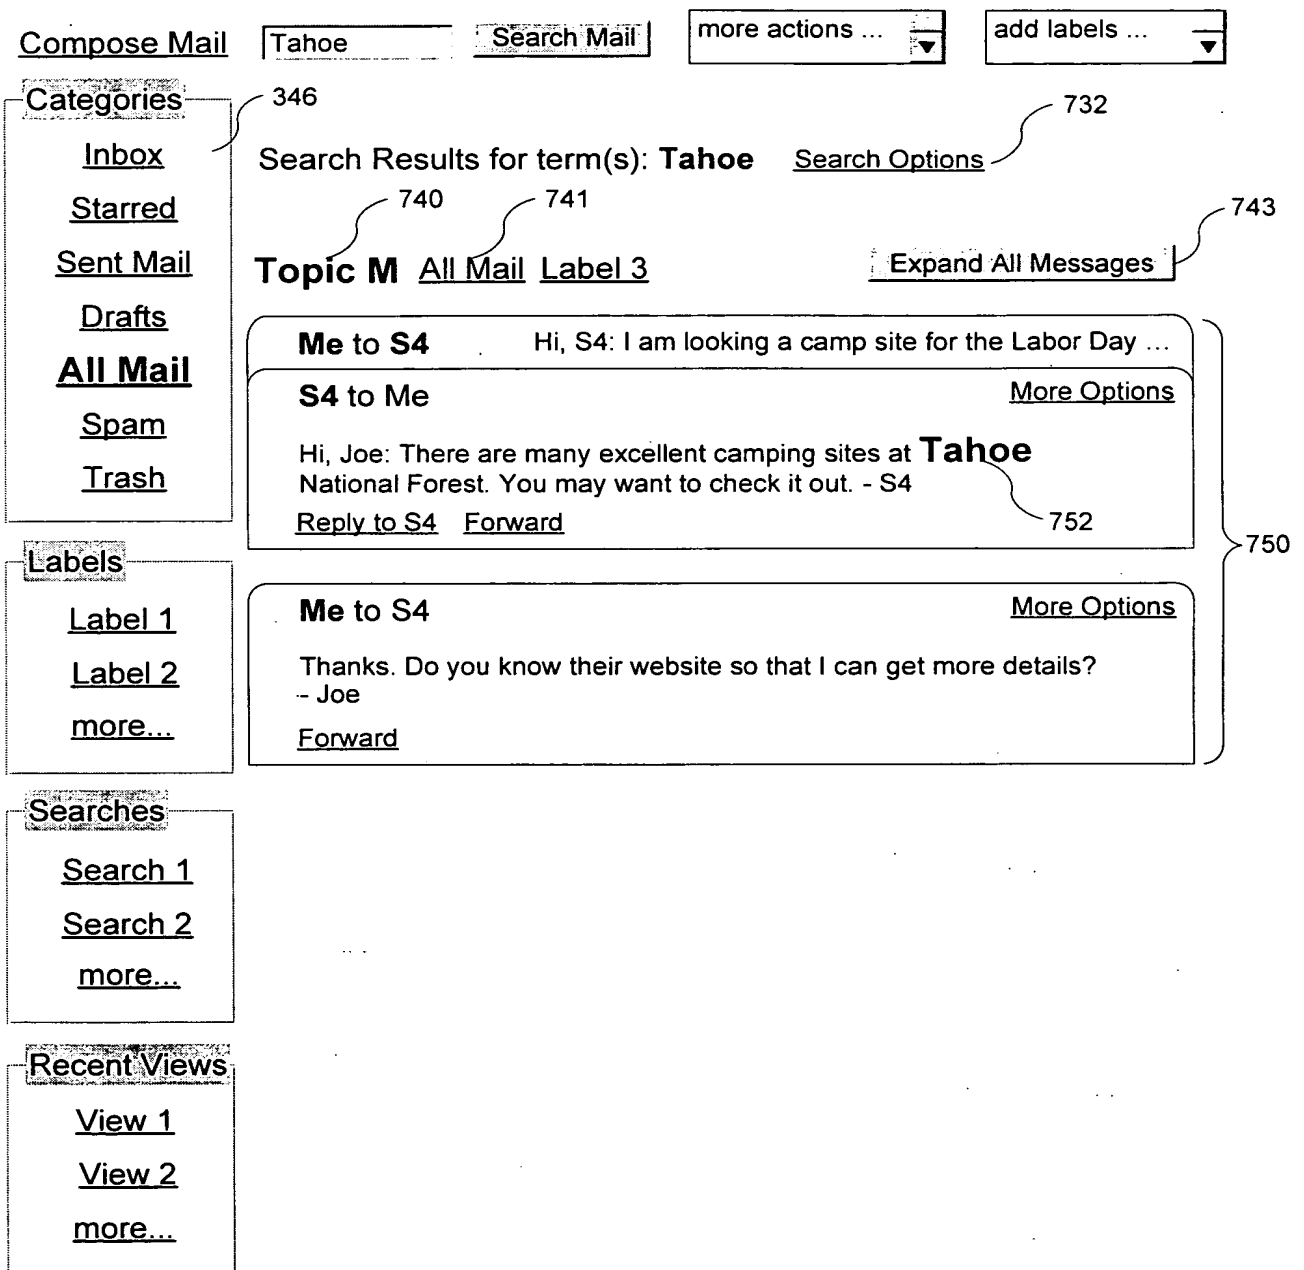 Compose Mail Tahoe Search Mail more actions ... add labels ...
Categories
346
732
Inbox
Search Results for term(s): Tahoe Search Options
Starred
740 741
743
Sent Mail
Topic M All Mail Label 3 Expand All Messages
Drafts
Me to S4 Hi, S4: I am looking a camp site for the Labor Day ...
All Mail
S4 to Me More Options
Spam
Hi, Joe: There are many excellent camping sites at Tahoe
Trash
National Forest. You may want to check it out. - S4
Reply to S4 Forward
752
750
Labels
Me to S4 More Options
Label 1
Thanks. Do you know their website so that I can get more details?
Label 2
-- Joe
more...
Forward
Searches
Search 1
Search 2
more...
Recent Views
View 1
View 2
more...